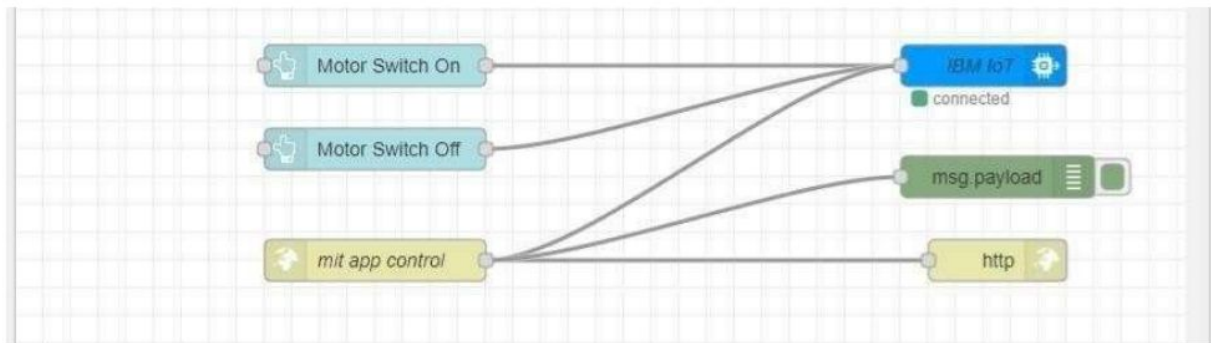 Motor Switch On
IBM IoT
connected
Motor Switch Off
msg.payload
mit app control
http